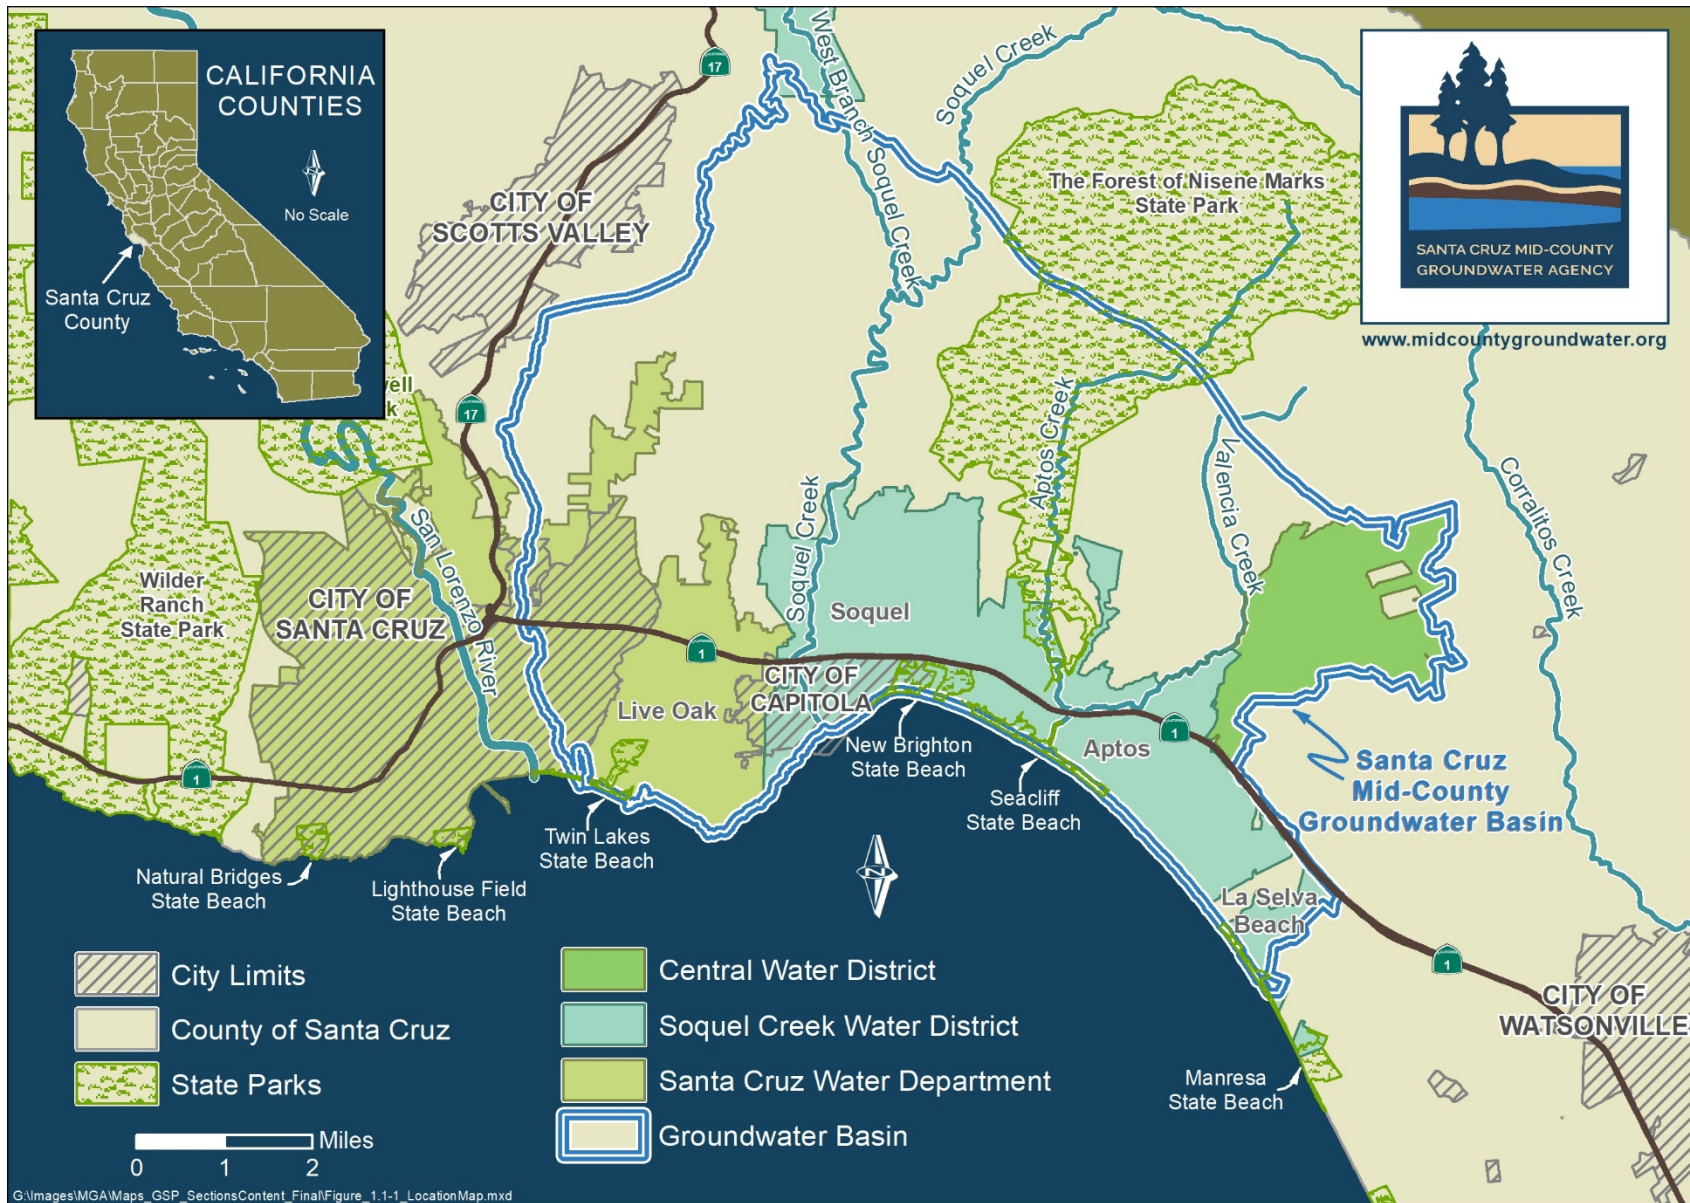 CALIFORNIA
COUNTIES
No Scale
Santa Cruz
County
17
West Branch Soquel Creek
Soquel Creek
CITY OF
SCOTTS VALLEY
The Forest of Nisene Marks
State Park
SANTA CRUZ MID-COUNTY
GROUNDWATER AGENCY
www.midcountygroundwater.org
17
Aptos Creek
Valencia Creek
Corralitos Creek
San Lorenzo River
Soquel Creek
Wilder
Ranch
State Park
CITY OF
SANTA CRUZ
Soquel
1
CITY OF
CAPITOLA
Live Oak
New Brighton
State Beach
Aptos
1
Santa Cruz
Mid-County
Groundwater Basin
1
Seacliff
State Beach
Twin Lakes
State Beach
Natural Bridges
State Beach
Lighthouse Field
State Beach
La Selva
Beach
1
CITY OF
WATSONVILLE
Manresa
State Beach
City Limits
County of Santa Cruz
State Parks
Central Water District
Soquel Creek Water District
Santa Cruz Water Department
Groundwater Basin
Miles
0 1 2
G:\Images\MGA\Maps_GSP_SectionsContent_Final\Figure_1.1-1_LocationMap.mxd